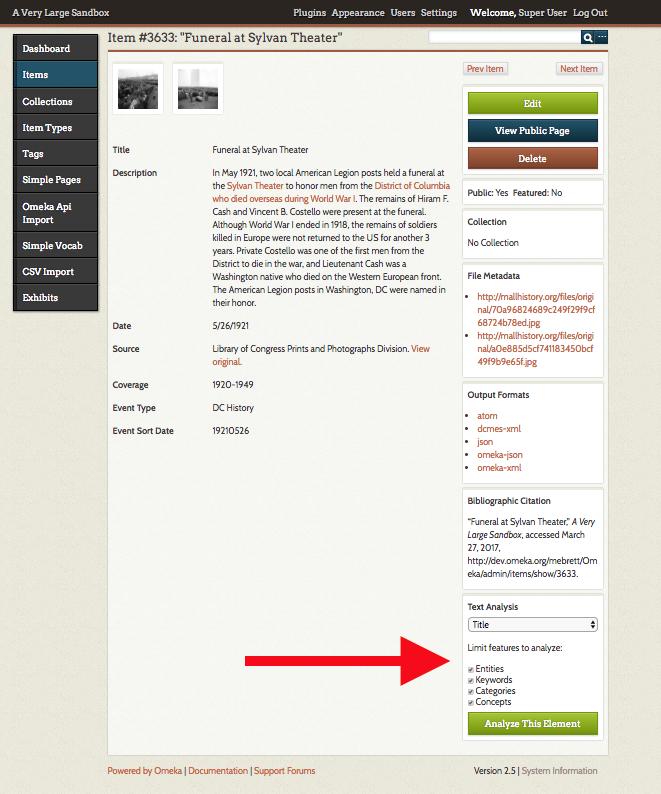 A Very Large Sandbox
Plugins Appearance Users Settings Welcome, Super User Log Out
Dashboard
Items
Collections
Item Types
Tags
Simple Pages
Omeka Api
Import
Simple Vocab
CSV Import
Exhibits
Item #3633: "Funeral at Sylvan Theater"
Title Funeral at Sylvan Theater
Description In May 1921, two local American Legion posts held a funeral at
the Sylvan Theater to honor men from the District of Columbia
who died overseas during World War I. The remains of Hiram F.
Cash and Vincent B. Costello were present at the funeral.
Although World War I ended in 1918, the remains of soldiers
killed in Europe were not returned to the US for another 3
years. Private Costello was one of the first men from the
District to die in the war, and Lieutenant Cash was a
Washington native who died on the Western European front.
The American Legion posts in Washington, DC were named in
their honor.
Date 5/26/1921
Source Library of Congress Prints and Photographs Division. View
original.
Coverage 1920-1949
Event Type DC History
Event Sort Date 19210526
Prev Item Next Item
Edit
View Public Page
Delete
Public: Yes Featured: No
Collection
No Collection
File Metadata
http://mallhistory.org/files/origi
nal/70a96824689c249f29f9cf
68724b78ed.jpg
http://mallhistory.org/files/origi
nal/a0e885d5cf741183450bcf
49f9b9e65f.jpg
Output Formats
atom
dcmes-xml
json
omeka-json
omeka-xml
Bibliographic Citation
“Funeral at Sylvan Theater,” A Very
Large Sandbox, accessed March
27, 2017,
http://dev.omeka.org/mebrett/Om
eka/admin/items/show/3633.
Text Analysis
Title
Limit features to analyze:
Entities
Keywords
Categories
Concepts
Analyze This Element
Powered by Omeka | Documentation | Support Forums Version 2.5 | System Information